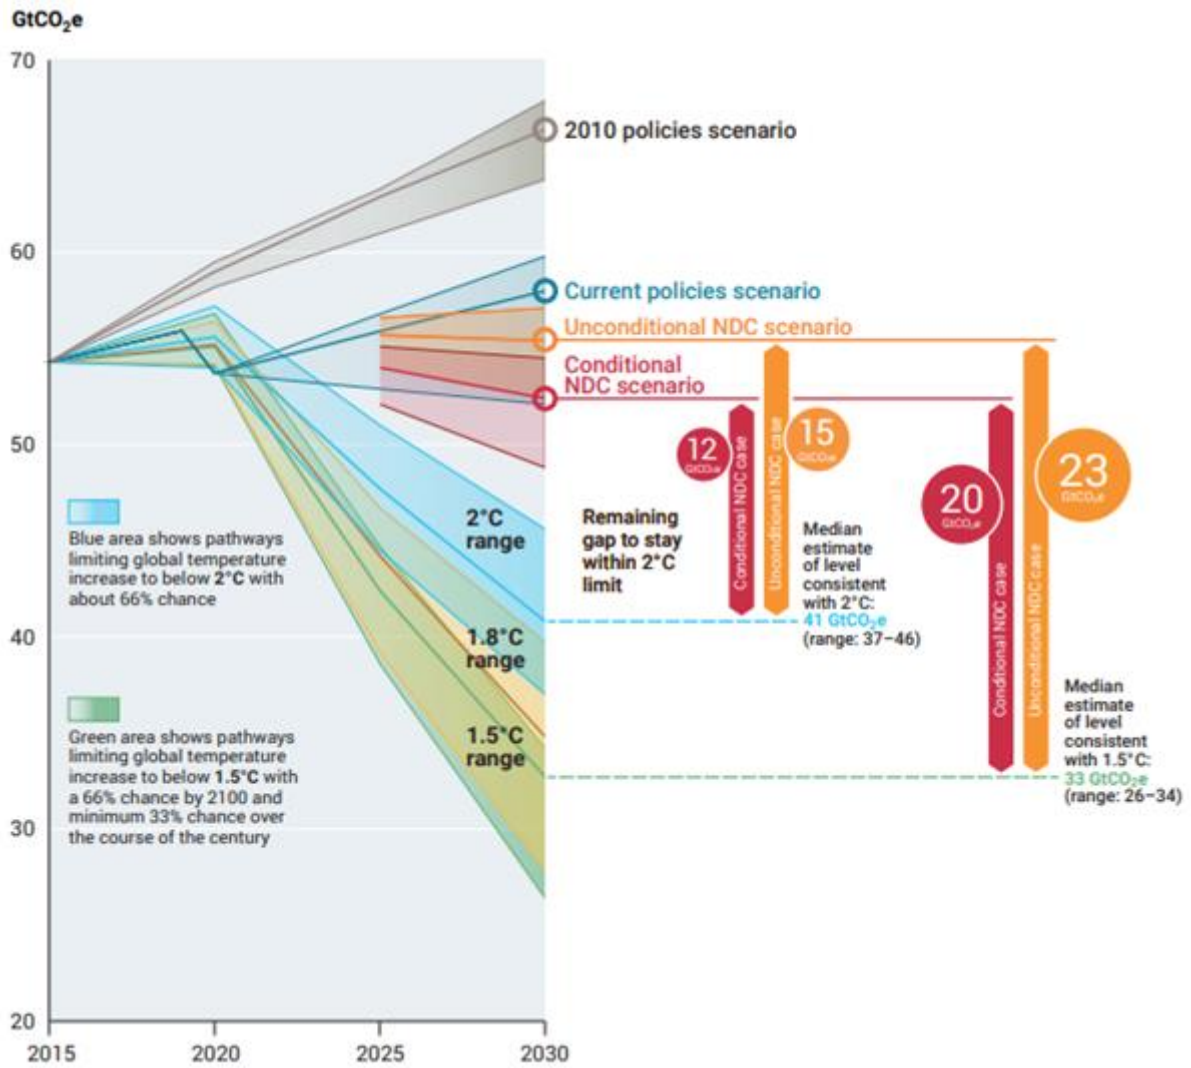 GtCO₂e
70
60
50
40
30
20
2015
2020
2025
2030
2010 policies scenario
Current policies scenario
Unconditional NDC scenario
Conditional
NDC scenario
2°C
range
1.8°C
range
1.5°C
range
Blue area shows pathways
limiting global temperature
increase to below 2°C with
about 66% chance
Green area shows pathways
limiting global temperature
increase to below 1.5°C with
a 66% chance by 2100 and
minimum 33% chance over
the course of the century
Remaining
gap to stay
within 2°C
limit
12
GtCO₂e
Conditional NDC case
Unconditional NDC case
15
GtCO₂e
Median
estimate
of level
consistent
with 2°C:
41 GtCO₂e
(range: 37–46)
20
GtCO₂e
Conditional NDC case
Unconditional NDC case
23
GtCO₂e
Median
estimate
of level
consistent
with 1.5°C:
33 GtCO₂e
(range: 26–34)